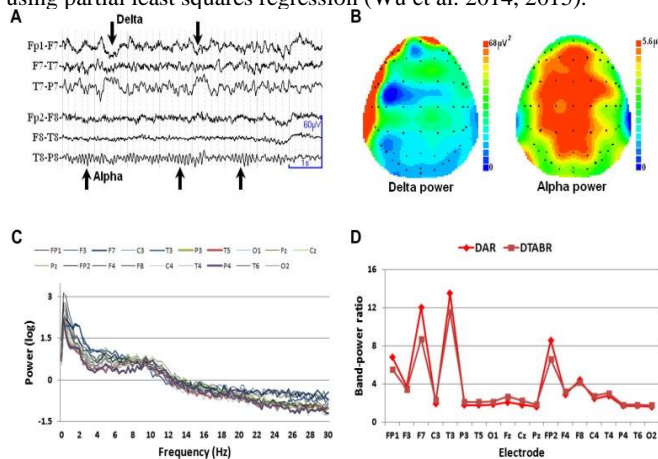 using partial least squares regression (Wu et al. 2014, 2015).
A
Delta
Fp1-F7
F7-T7
T7-P7
Fp2-F8
F8-T8
T8-P8
60µV
1s
Alpha
B
68µV²
0
Delta power
5.6µ
0
Alpha power
C
FP1 F3 F7 C3 T3 P3 T5 O1 Fz Cz
Pz FP2 F4 F8 C4 T4 P4 T6 O2
Power (log)
3
1.5
0
-1.5
0 2 4 6 8 10 12 14 16 18 20 22 24 26 28 30
Frequency (Hz)
D
DAR DTABR
Band-power ratio
16
12
8
4
0
FP1 F3 F7 C3 T3 P3 T5 O1 Fz Cz Pz FP2 F4 F8 C4 T4 P4 T6 O2
Electrode